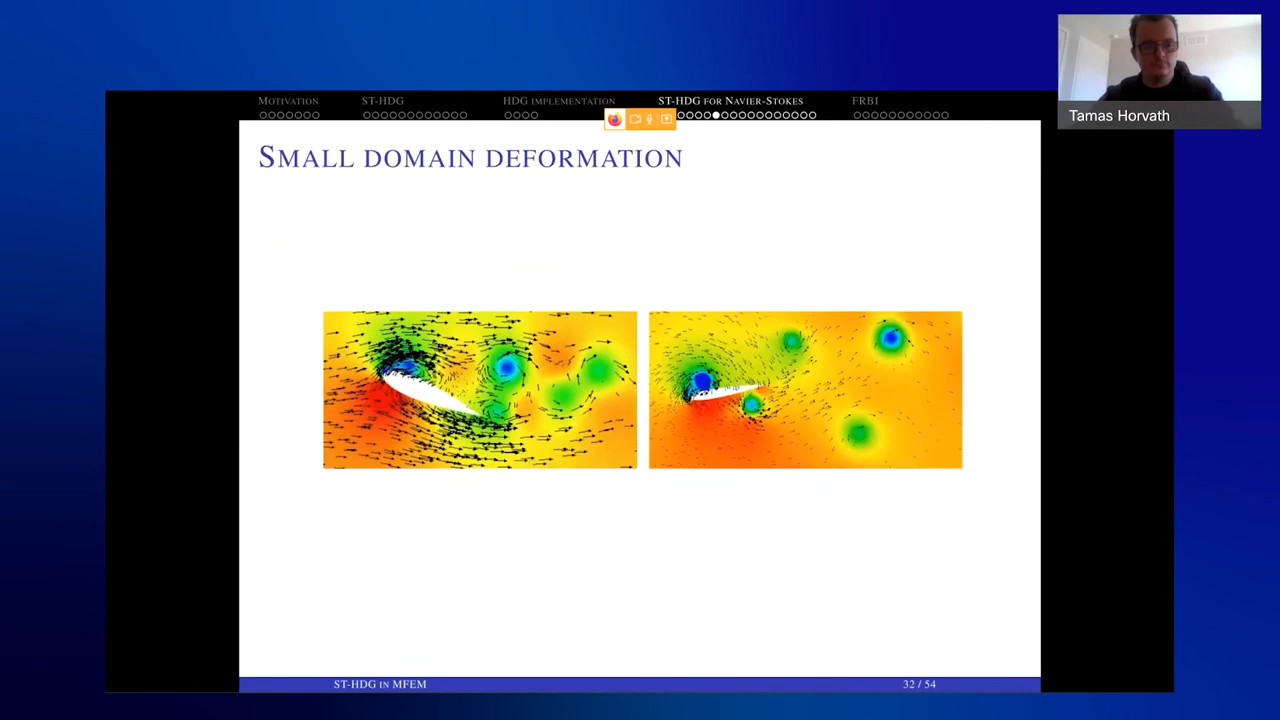 MOTIVATION
ST-HDG
HDG IMPLEMENTATION
ST-HDG FOR NAVIER-STOKES
FRBI
SMALL DOMAIN DEFORMATION
ST-HDG IN MFEM
32 / 54
Tamas Horvath